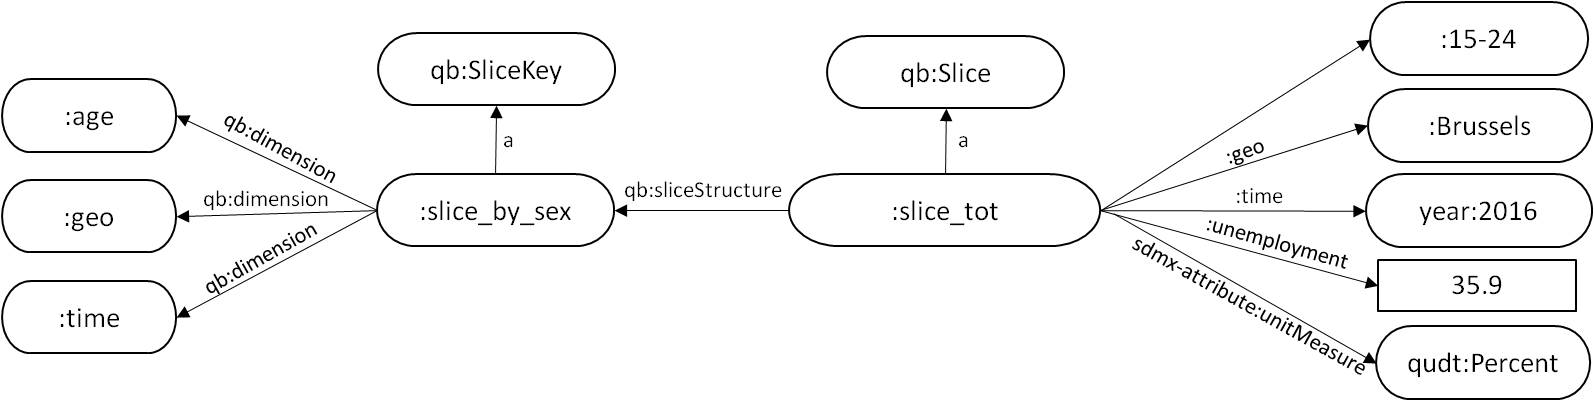 :age
:geo
:time
qb:dimension
qb:dimension
qb:dimension
qb:SliceKey
a
:slice_by_sex
qb:sliceStructure
qb:Slice
a
:slice_tot
:geo
:time
:unemployment
sdmx-attribute:unitMeasure
:15-24
:Brussels
year:2016
35.9
qudt:Percent